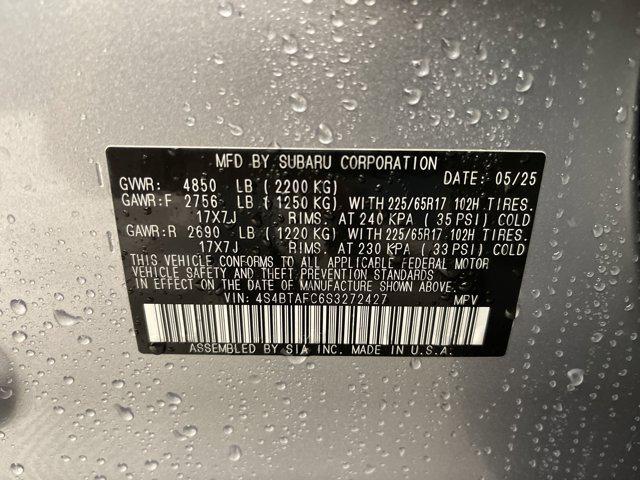 MFD BY SUBARU CORPORATION DATE: 05/25
GVWR: 4850 LB (2200 KG)
GAWR:F 2756 LB (1250 KG) WITH 225/65R17 102H TIRES.
17X7J RIMS. AT 240 KPA (35 PSI) COLD
GAWR:R 2690 LB (1220 KG) WITH 225/65R17 102H TIRES.
17X7J RIMS. AT 230 KPA (33 PSI) COLD
THIS VEHICLE CONFORMS TO ALL APPLICABLE FEDERAL MOTOR
VEHICLE SAFETY AND THEFT PREVENTION STANDARDS
IN EFFECT ON THE DATE OF MANUFACTURE SHOWN ABOVE.
VIN: 4S4BTAFC6S3272427 MPV
ASSEMBLED BY SIA INC. MADE IN U.S.A.